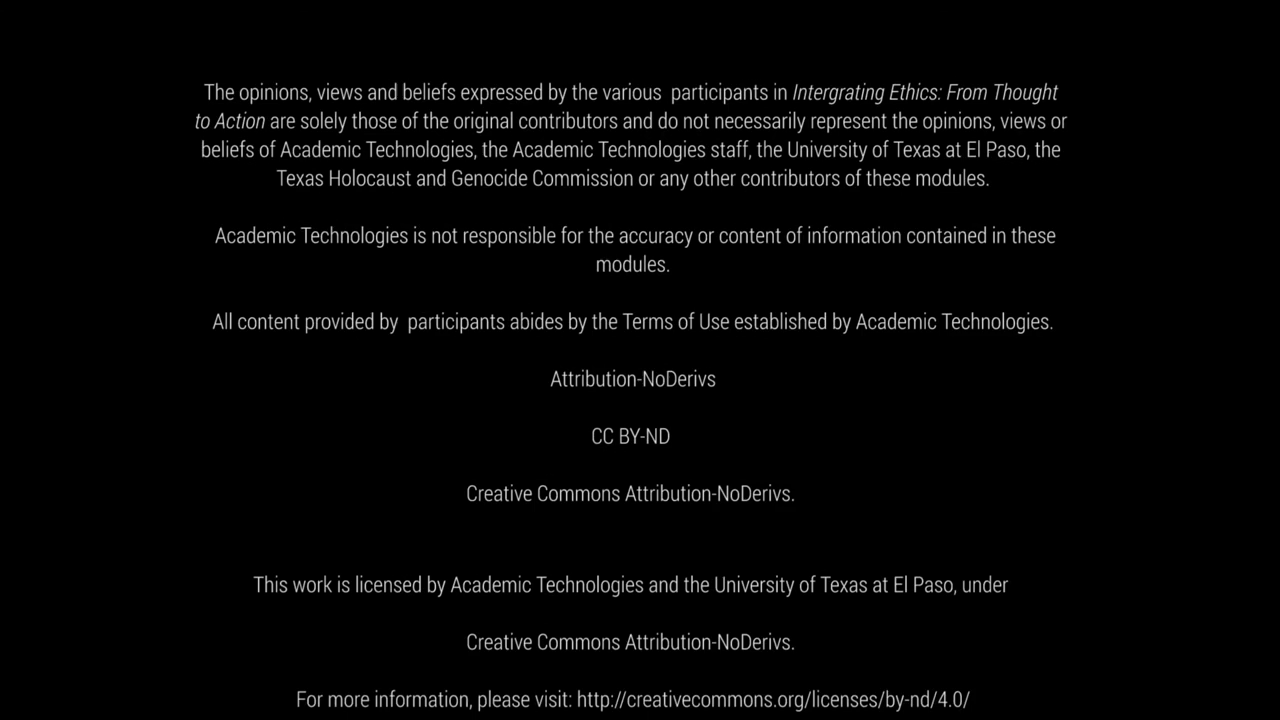 The opinions, views and beliefs expressed by the various participants in Intergrating Ethics: From Thought
to Action are solely those of the original contributors and do not necessarily represent the opinions, views or
beliefs of Academic Technologies, the Academic Technologies staff, the University of Texas at El Paso, the
Texas Holocaust and Genocide Commission or any other contributors of these modules.
Academic Technologies is not responsible for the accuracy or content of information contained in these
modules.
All content provided by participants abides by the Terms of Use established by Academic Technologies.
Attribution-NoDerivs
CC BY-ND
Creative Commons Attribution-NoDerivs.
This work is licensed by Academic Technologies and the University of Texas at El Paso, under
Creative Commons Attribution-NoDerivs.
For more information, please visit: http://creativecommons.org/licenses/by-nd/4.0/